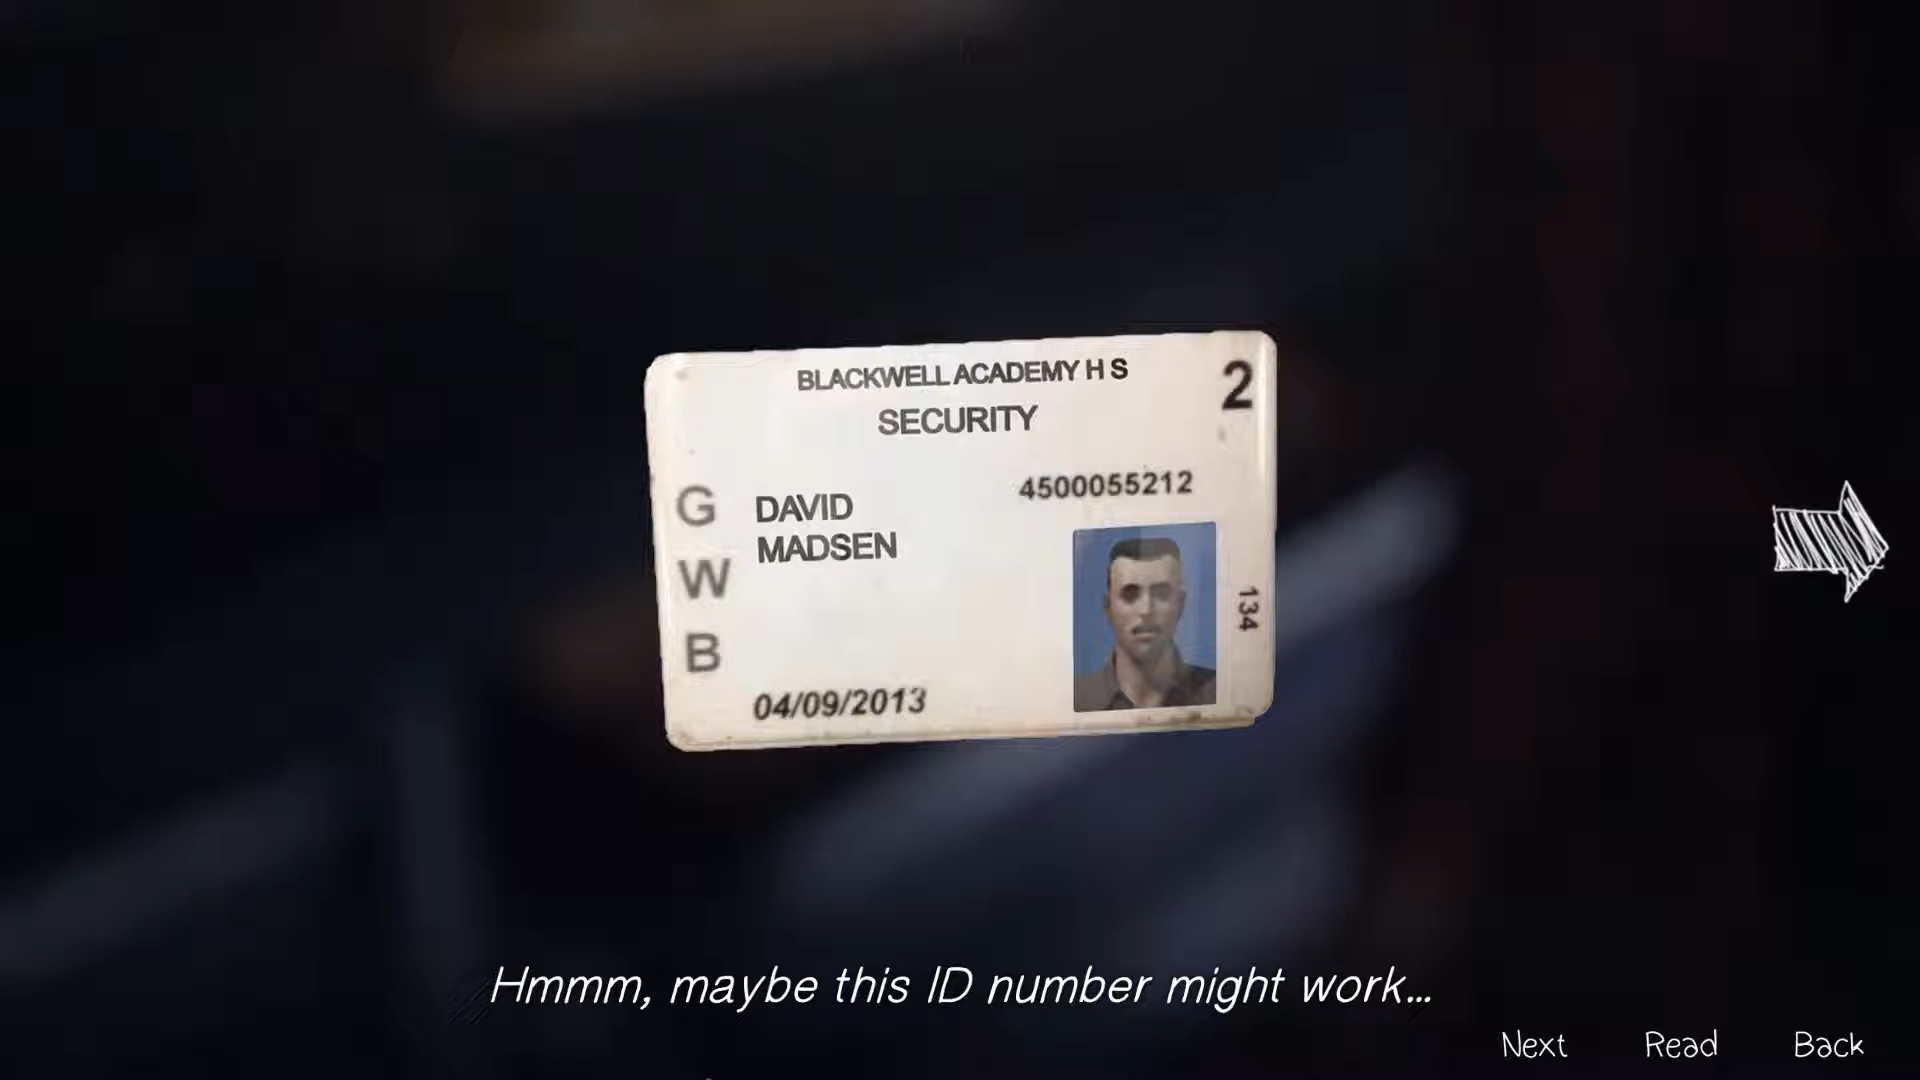 BLACKWELL ACADEMY H S
2
SECURITY
4500055212
G
DAVID
MADSEN
W
134
B
04/09/2013
Hmmm, maybe this ID number might work...
Next Read Back